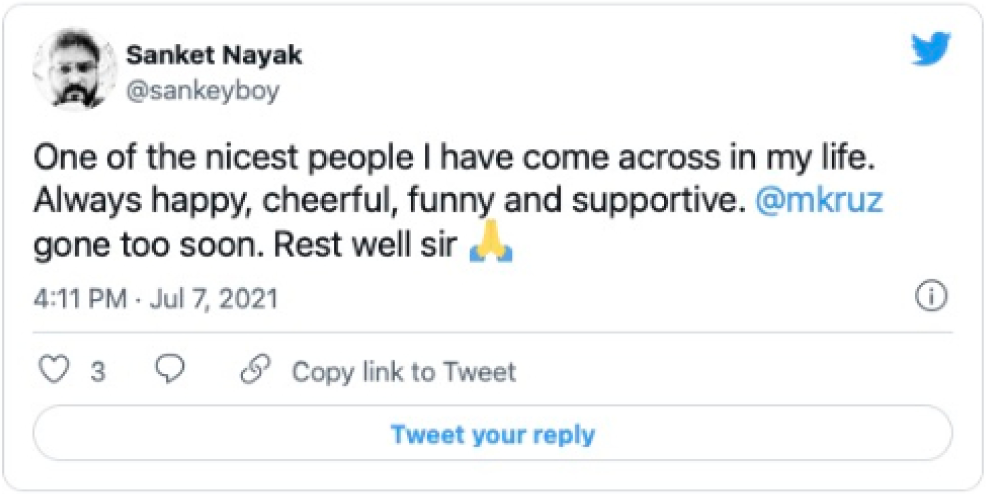 Sanket Nayak
@sankeyboy
One of the nicest people I have come across in my life.
Always happy, cheerful, funny and supportive. @mkruz
gone too soon. Rest well sir 🙏
4:11 PM · Jul 7, 2021
3 Copy link to Tweet
Tweet your reply